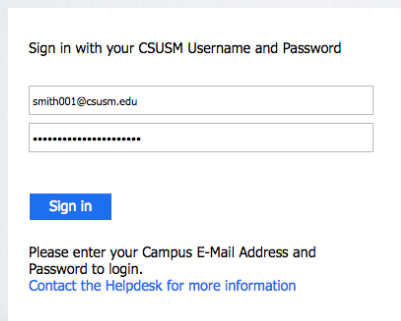 Sign in with your CSUSM Username and Password
smith001@csusm.edu
••••••••••••••••••••••
Sign in
Please enter your Campus E-Mail Address and
Password to login.
Contact the Helpdesk for more information